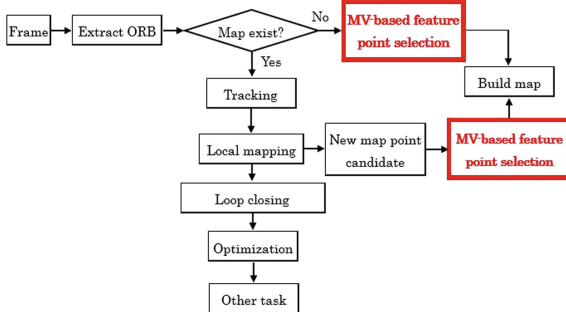 Frame
Extract ORB
Map exist?
No
MV-based feature
point selection
Yes
Build map
Tracking
Local mapping
New map point
candidate
MV-based feature
point selection
Loop closing
Optimization
Other task